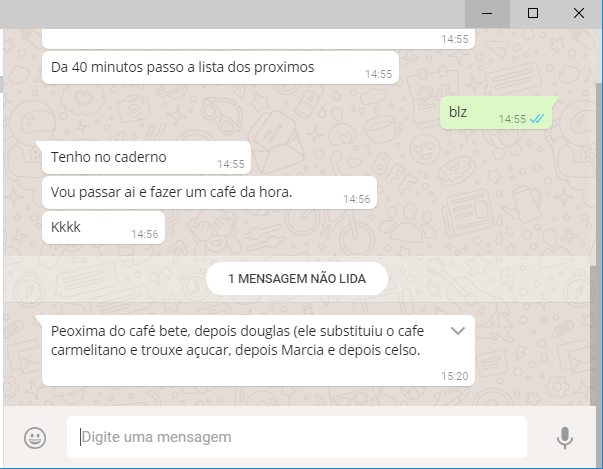 14:55
Da 40 minutos passo a lista dos proximos
14:55
blz
14:55
Tenho no caderno
14:55
Vou passar ai e fazer um café da hora.
14:56
Kkkk
14:56
1 MENSAGEM NÃO LIDA
Peoxima do café bete, depois douglas (ele substituiu o cafe
carmelitano e trouxe açucar, depois Marcia e depois celso.
15:20
Digite uma mensagem